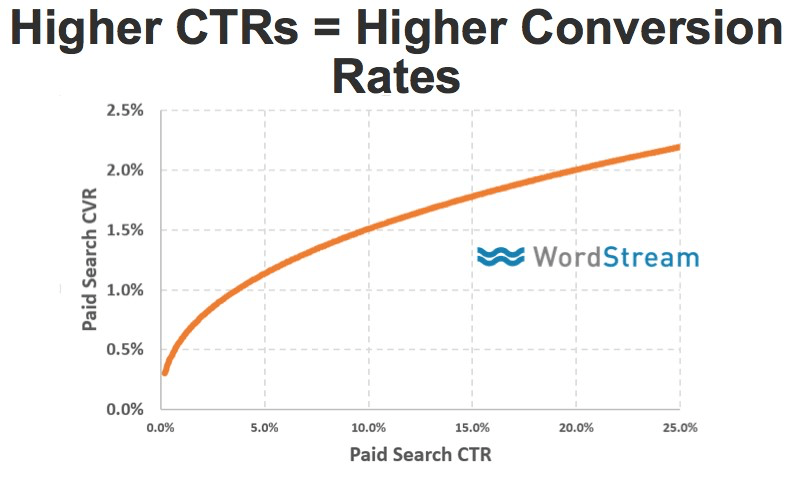 Higher CTRs = Higher Conversion
Rates
2.5%
2.0%
1.5%
1.0%
0.5%
0.0%
Paid Search CVR
WordStream
0.0% 5.0% 10.0% 15.0% 20.0% 25.0%
Paid Search CTR